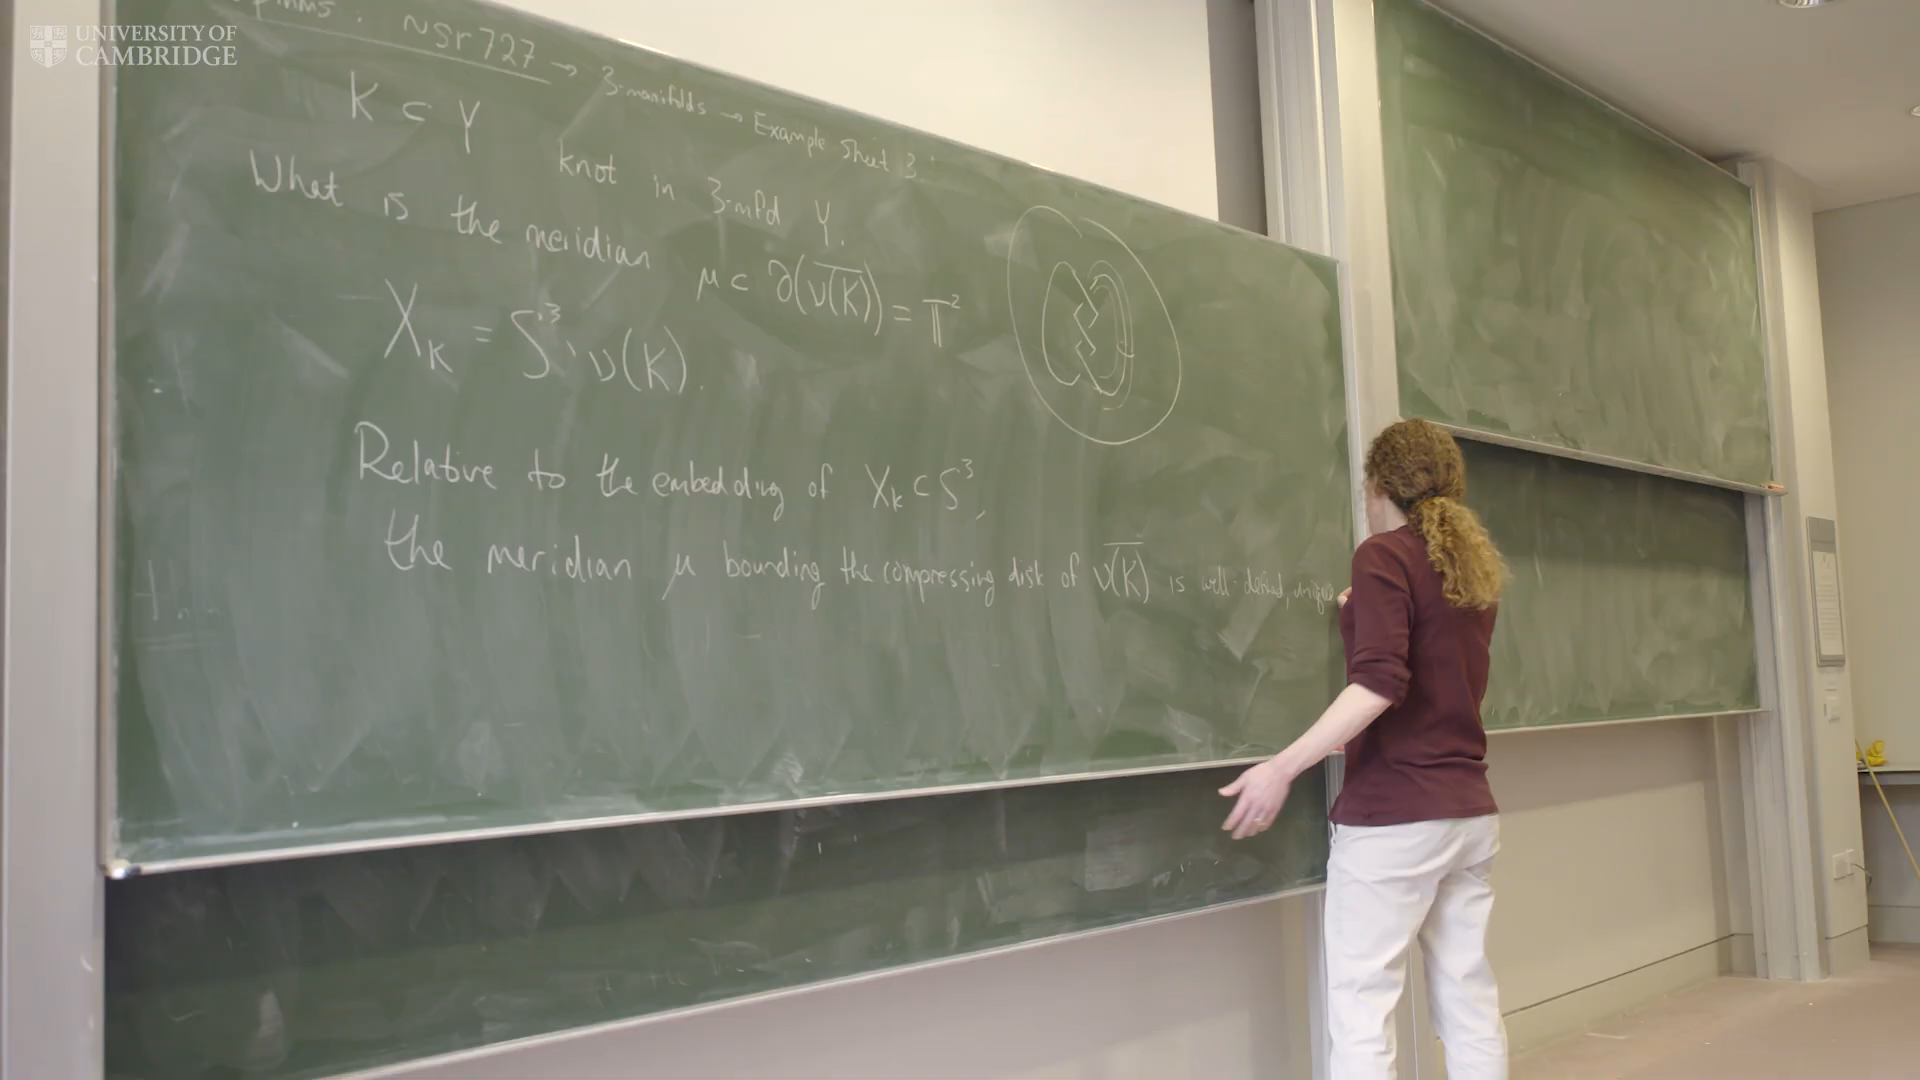 UNIVERSITY OF
CAMBRIDGE
nsr727 → 3-manifolds → Example Sheet 3.
K ⊂ Y knot in 3-mfd Y.
What is the meridian μ ⊂ ∂(ν(K)‾) = 𝕋²
X_K = S³ \ ν(K).
Relative to the embedding of X_K ⊂ S³,
the meridian μ bounding the compressing disk of ν(K)‾ is well-defined,